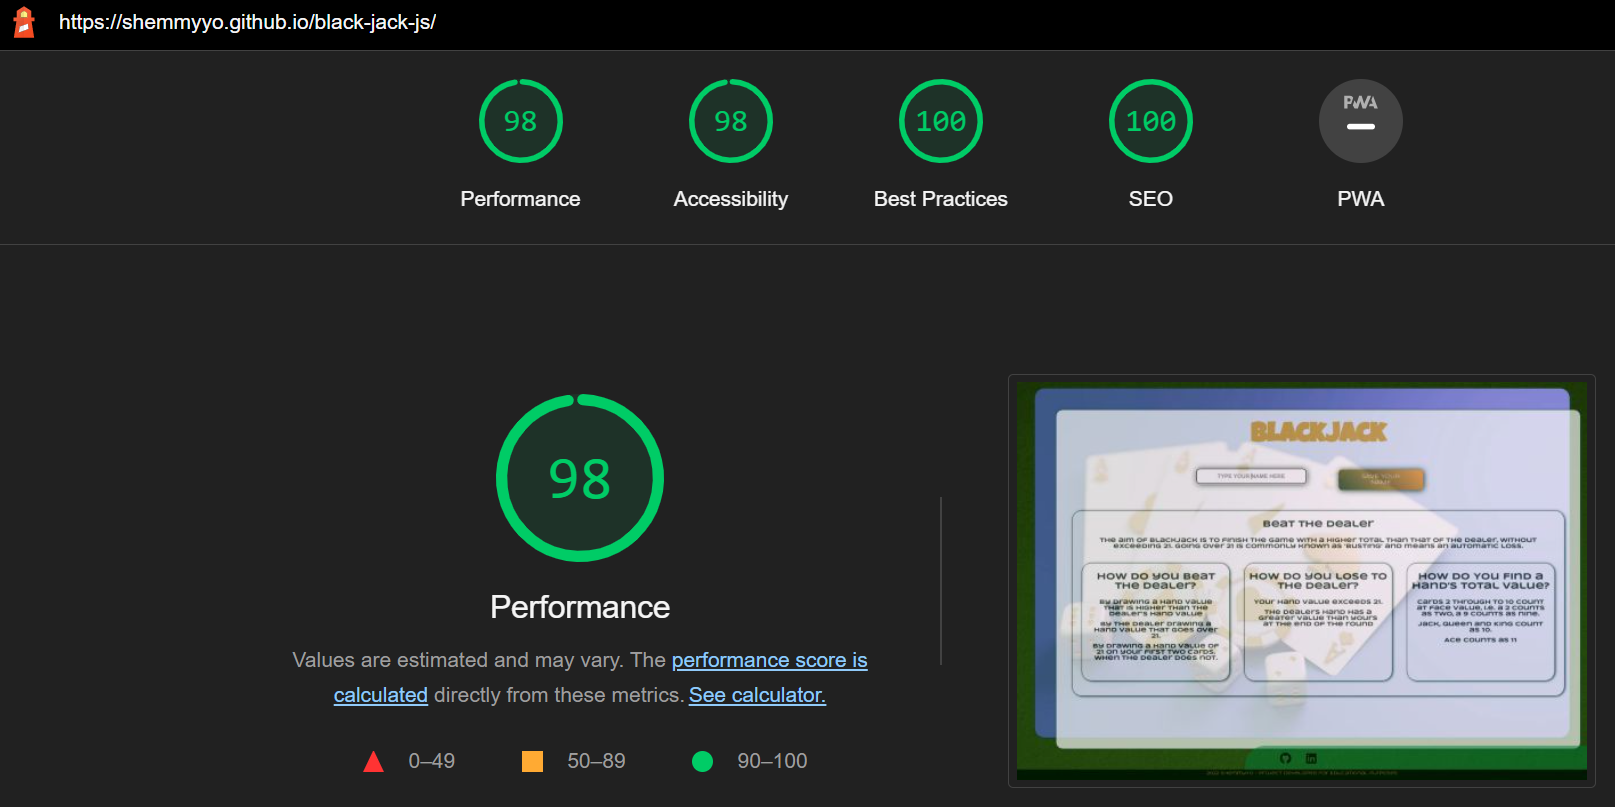 https://shemmyyo.github.io/black-jack-js/
98
98
100
100
PWA
Performance
Accessibility
Best Practices
SEO
PWA
98
Performance
Values are estimated and may vary. The performance score is
calculated directly from these metrics. See calculator.
0–49
50–89
90–100
BLACKJACK
TYPE YOUR NAME HERE
SAVE YOUR
NAME
Beat The Dealer
The aim of Blackjack is to finish the game with a higher total than that of the dealer, without
exceeding 21. Going over 21 is commonly known as 'busting' and means an automatic loss.
How do you beat
the dealer?
By drawing a hand value
that is higher than the
dealer's hand value
By the dealer drawing a
hand value that goes over
21.
By drawing a hand value of
21 on your first two cards,
when the dealer does not.
How do you lose to
the dealer?
Your hand value exceeds 21.
The dealers hand has a
greater value than yours
at the end of the round
How do you find a
hand's total value?
Cards 2 through to 10 count
at face value, i.e. a 2 counts
as two, a 9 counts as nine.
Jack, Queen and King count
as 10.
Ace counts as 11